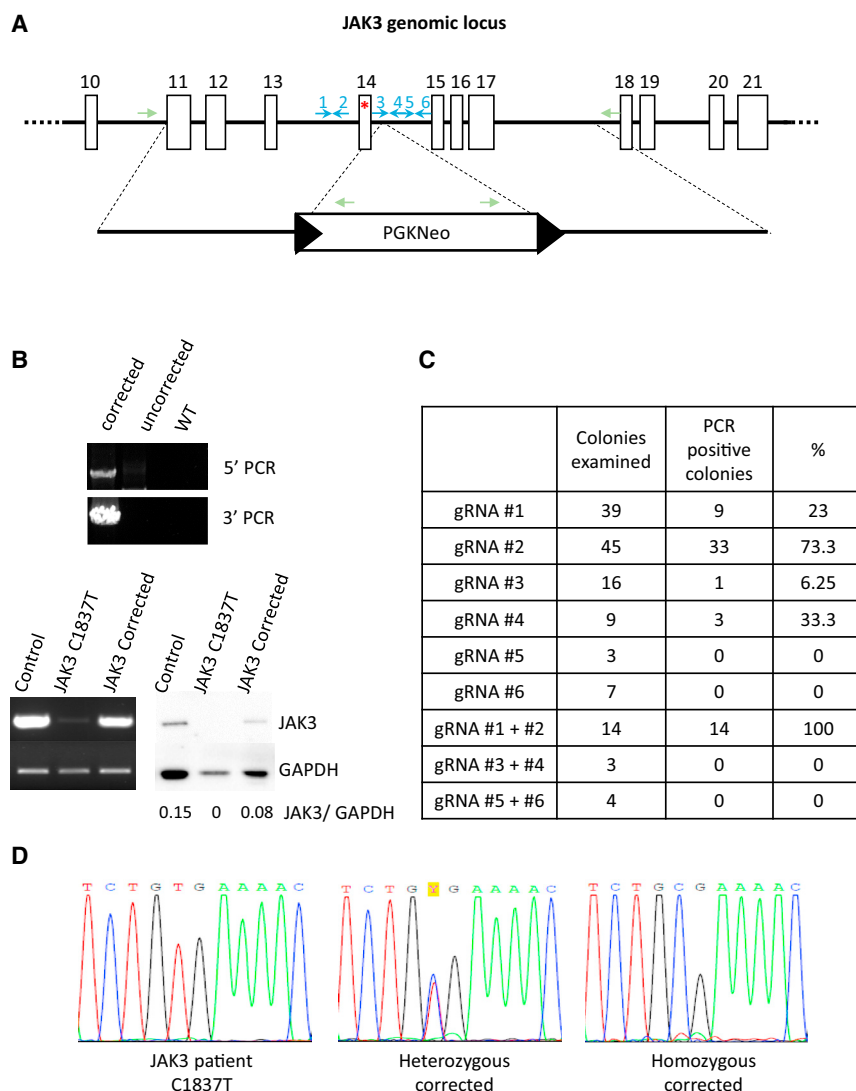 A
JAK3 genomic locus
10 11 12 13 14 15 16 17 18 19 20 21
1 2 3 4 5 6
*
PGKNeo
B
corrected
uncorrected
WT
5' PCR
3' PCR
Control
JAK3 C1837T
JAK3 Corrected
Control
JAK3 C1837T
JAK3 Corrected
JAK3
GAPDH
0.15 0 0.08 JAK3/ GAPDH
C
Colonies examined PCR positive colonies %
gRNA #1 39 9 23
gRNA #2 45 33 73.3
gRNA #3 16 1 6.25
gRNA #4 9 3 33.3
gRNA #5 3 0 0
gRNA #6 7 0 0
gRNA #1 + #2 14 14 100
gRNA #3 + #4 3 0 0
gRNA #5 + #6 4 0 0
D
T C T G T G A A A A C
T C T G Y G A A A A C
T C T G C G A A A A C
JAK3 patient
C1837T
Heterozygous
corrected
Homozygous
corrected